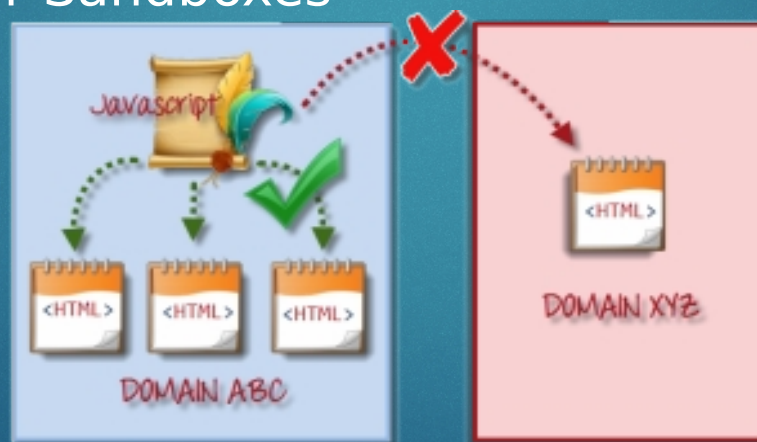 Sandboxes
Javascript
<HTML>
<HTML> <HTML> <HTML>
DOMAIN ABC
DOMAIN XYZ